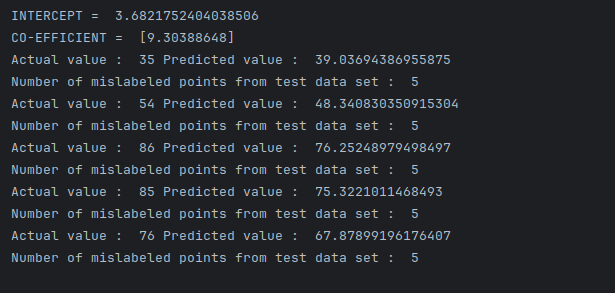 INTERCEPT =  3.6821752404038506
CO-EFFICIENT =  [9.30388648]
Actual value :  35 Predicted value :  39.03694386955875
Number of mislabeled points from test data set :  5
Actual value :  54 Predicted value :  48.340830350915304
Number of mislabeled points from test data set :  5
Actual value :  86 Predicted value :  76.25248979498497
Number of mislabeled points from test data set :  5
Actual value :  85 Predicted value :  75.3221011468493
Number of mislabeled points from test data set :  5
Actual value :  76 Predicted value :  67.87899196176407
Number of mislabeled points from test data set :  5